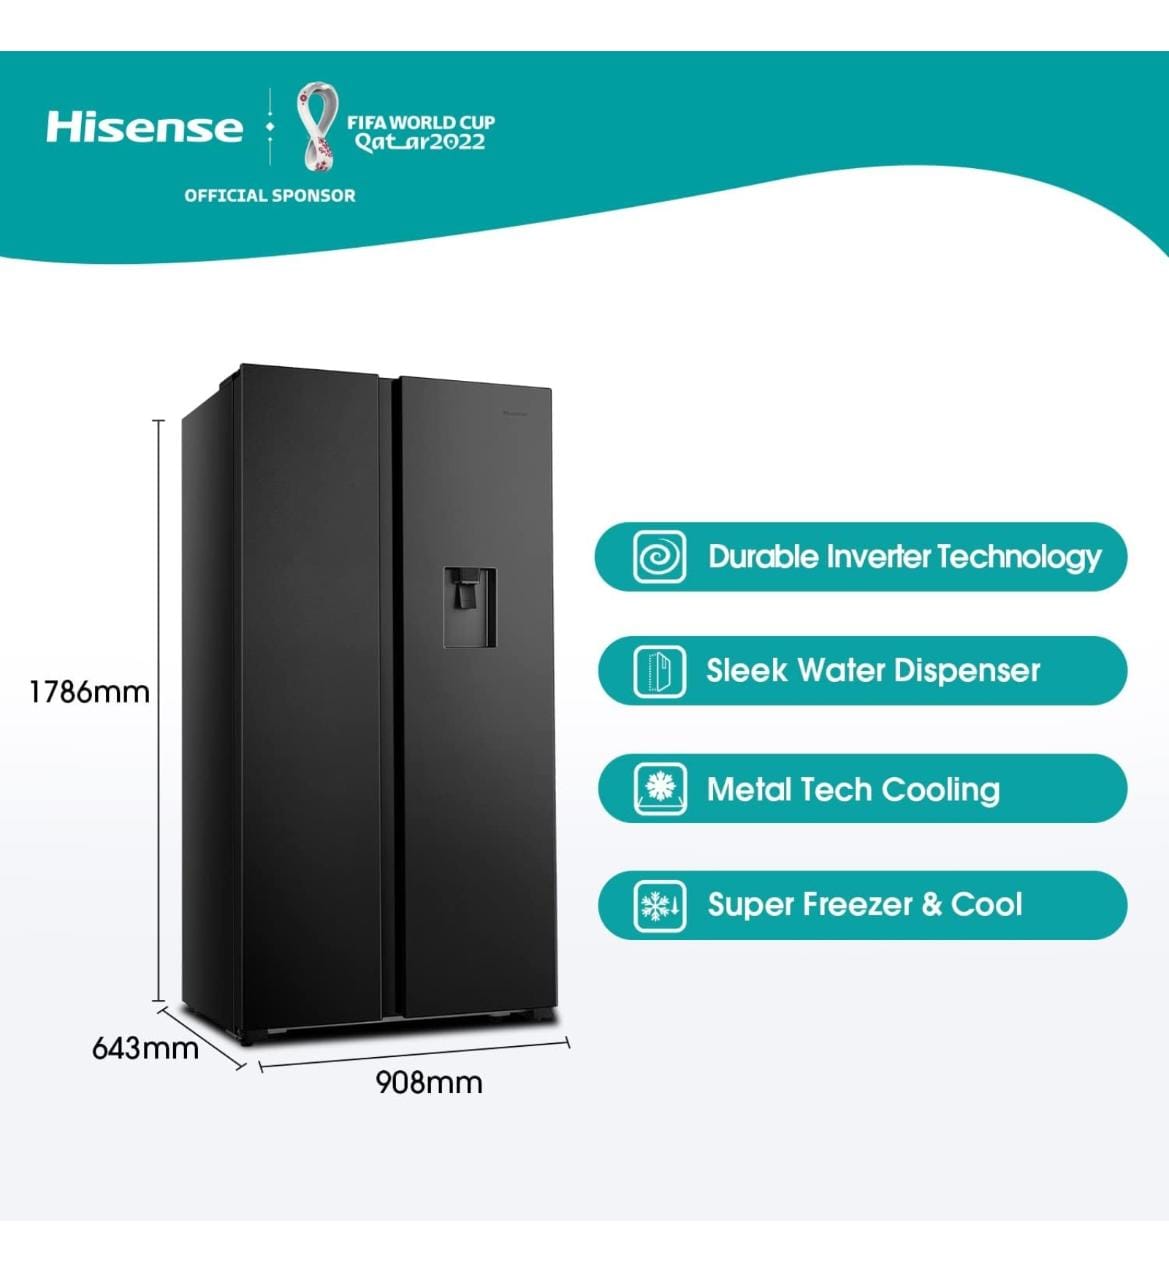 Hisense
FIFA WORLD CUP
Qatar2022
OFFICIAL SPONSOR
Hisense
Durable Inverter Technology
Sleek Water Dispenser
1786mm
Metal Tech Cooling
Super Freezer & Cool
643mm
908mm